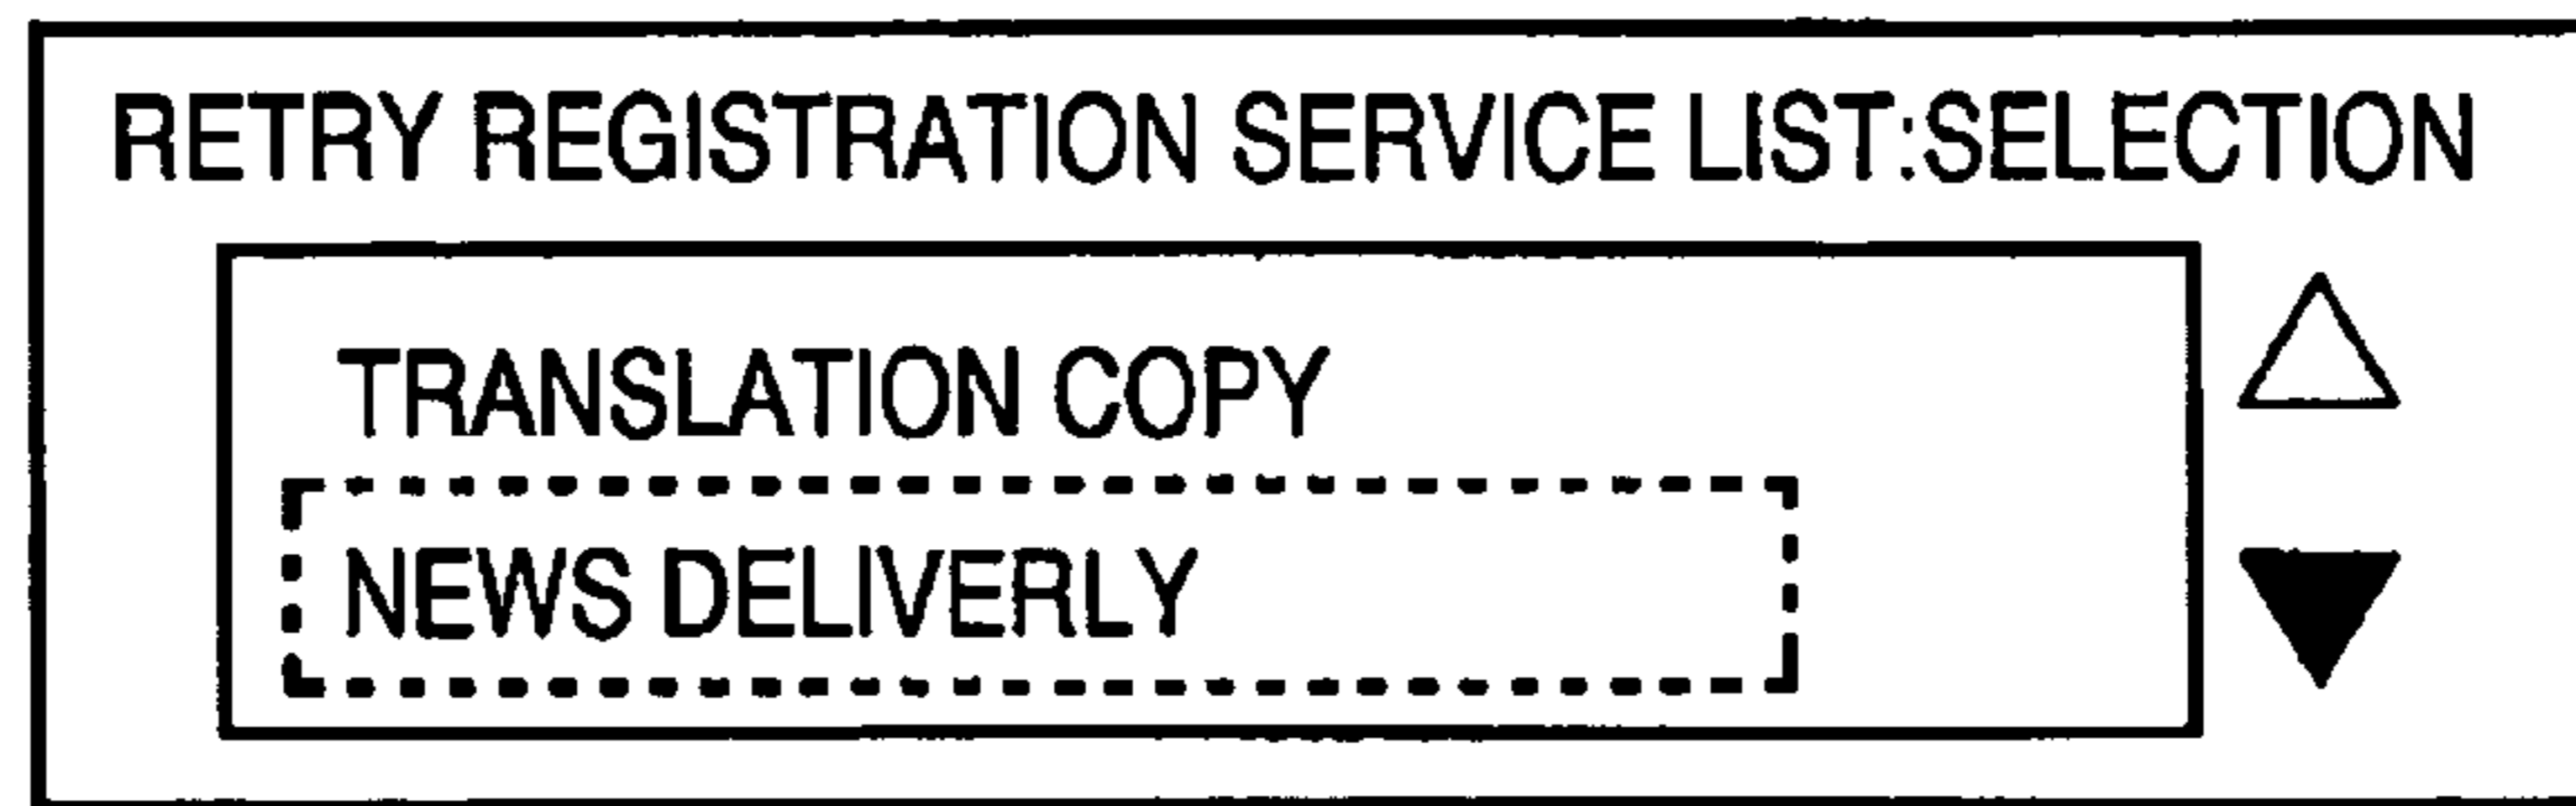 RETRY REGISTRATION SERVICE LIST:SELECTION
TRANSLATION COPY
NEWS DELIVERLY